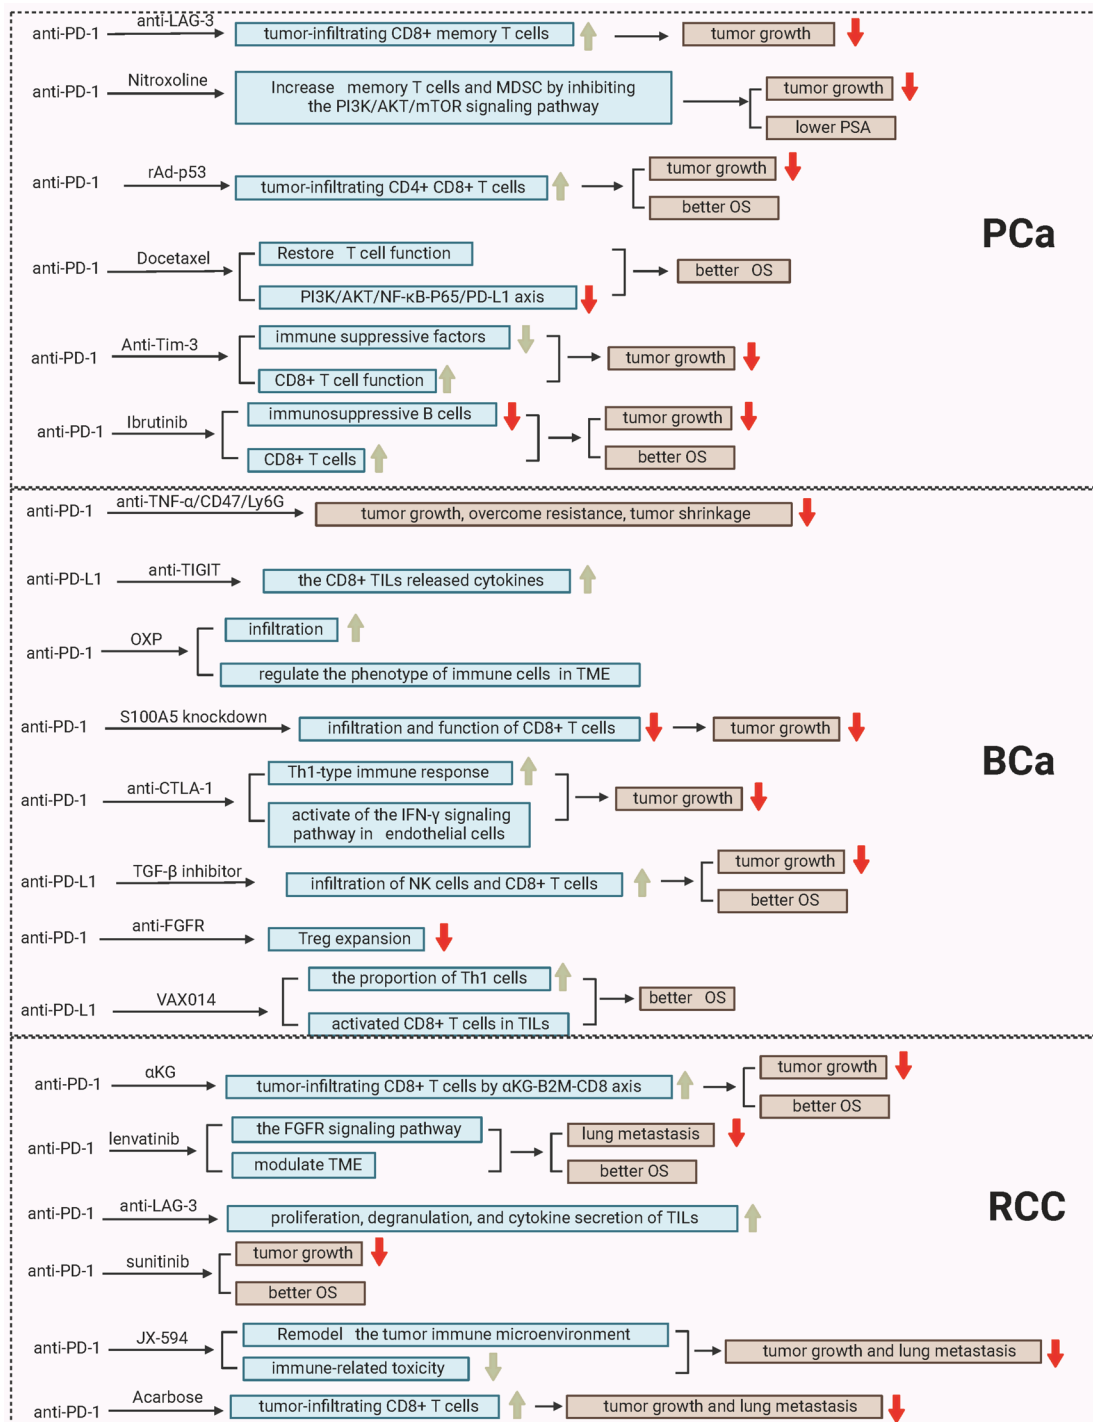 anti-PD-1 anti-LAG-3 tumor-infiltrating CD8+ memory T cells tumor growth
anti-PD-1 Nitroxoline Increase memory T cells and MDSC by inhibiting
the PI3K/AKT/mTOR signaling pathway
tumor growth
lower PSA
anti-PD-1 rAd-p53 tumor-infiltrating CD4+ CD8+ T cells
tumor growth
better OS
PCa
anti-PD-1 Docetaxel
Restore T cell function
PI3K/AKT/NF-κB-P65/PD-L1 axis
better OS
anti-PD-1 Anti-Tim-3
immune suppressive factors
CD8+ T cell function
tumor growth
anti-PD-1 Ibrutinib
immunosuppressive B cells
CD8+ T cells
tumor growth
better OS
anti-PD-1 anti-TNF-α/CD47/Ly6G tumor growth, overcome resistance, tumor shrinkage
anti-PD-L1 anti-TIGIT the CD8+ TILs released cytokines
anti-PD-1 OXP
infiltration
regulate the phenotype of immune cells in TME
anti-PD-1 S100A5 knockdown infiltration and function of CD8+ T cells tumor growth
BCa
anti-PD-1 anti-CTLA-1
Th1-type immune response
activate of the IFN-γ signaling
pathway in endothelial cells
tumor growth
anti-PD-L1 TGF-β inhibitor infiltration of NK cells and CD8+ T cells
tumor growth
better OS
anti-PD-1 anti-FGFR Treg expansion
anti-PD-L1 VAX014
the proportion of Th1 cells
activated CD8+ T cells in TILs
better OS
anti-PD-1 αKG tumor-infiltrating CD8+ T cells by αKG-B2M-CD8 axis
tumor growth
better OS
anti-PD-1 lenvatinib
the FGFR signaling pathway
modulate TME
lung metastasis
better OS
RCC
anti-PD-1 anti-LAG-3 proliferation, degranulation, and cytokine secretion of TILs
anti-PD-1 sunitinib
tumor growth
better OS
anti-PD-1 JX-594
Remodel the tumor immune microenvironment
immune-related toxicity
tumor growth and lung metastasis
anti-PD-1 Acarbose tumor-infiltrating CD8+ T cells tumor growth and lung metastasis